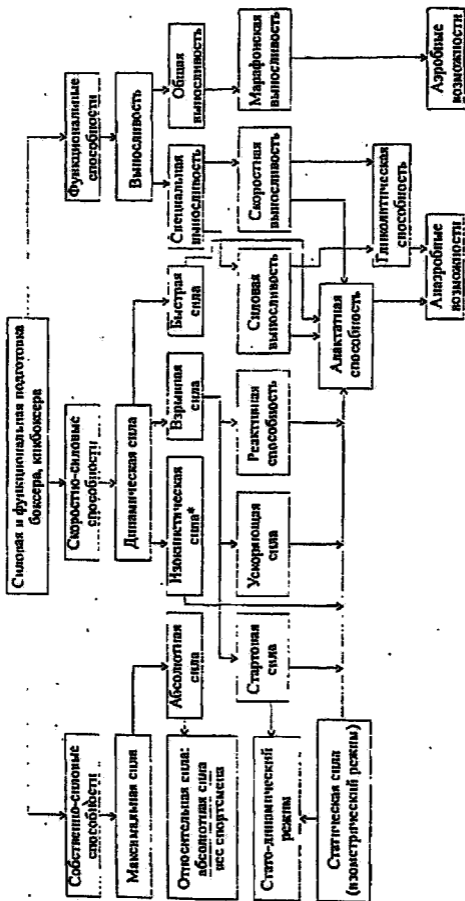 Силовая и функциональная подготовка
боксера, кикбоксера
Собственно-силовые
способности
Скоростно-силовые
способности
Функциональные
способности
Максимальная сила
Динамическая сила
Выносливость
Относительная сила:
абсолютная сила
вес спортсмена
Абсолютная
сила
Изокинетическая
сила*
Взрывная
сила
Быстрая
сила
Специальная
выносливость
Общая
выносливость
Стато-динамический
режим
Стартовая
сила
Ускоряющая
сила
Реактивная
способность
Силовая
выносливость
Скоростная
выносливость
Марафонская
выносливость
Статическая сила
(изометрический режим)
Алактатная
способность
Гликолитическая
способность
Анаэробные
возможности
Аэробные
возможности